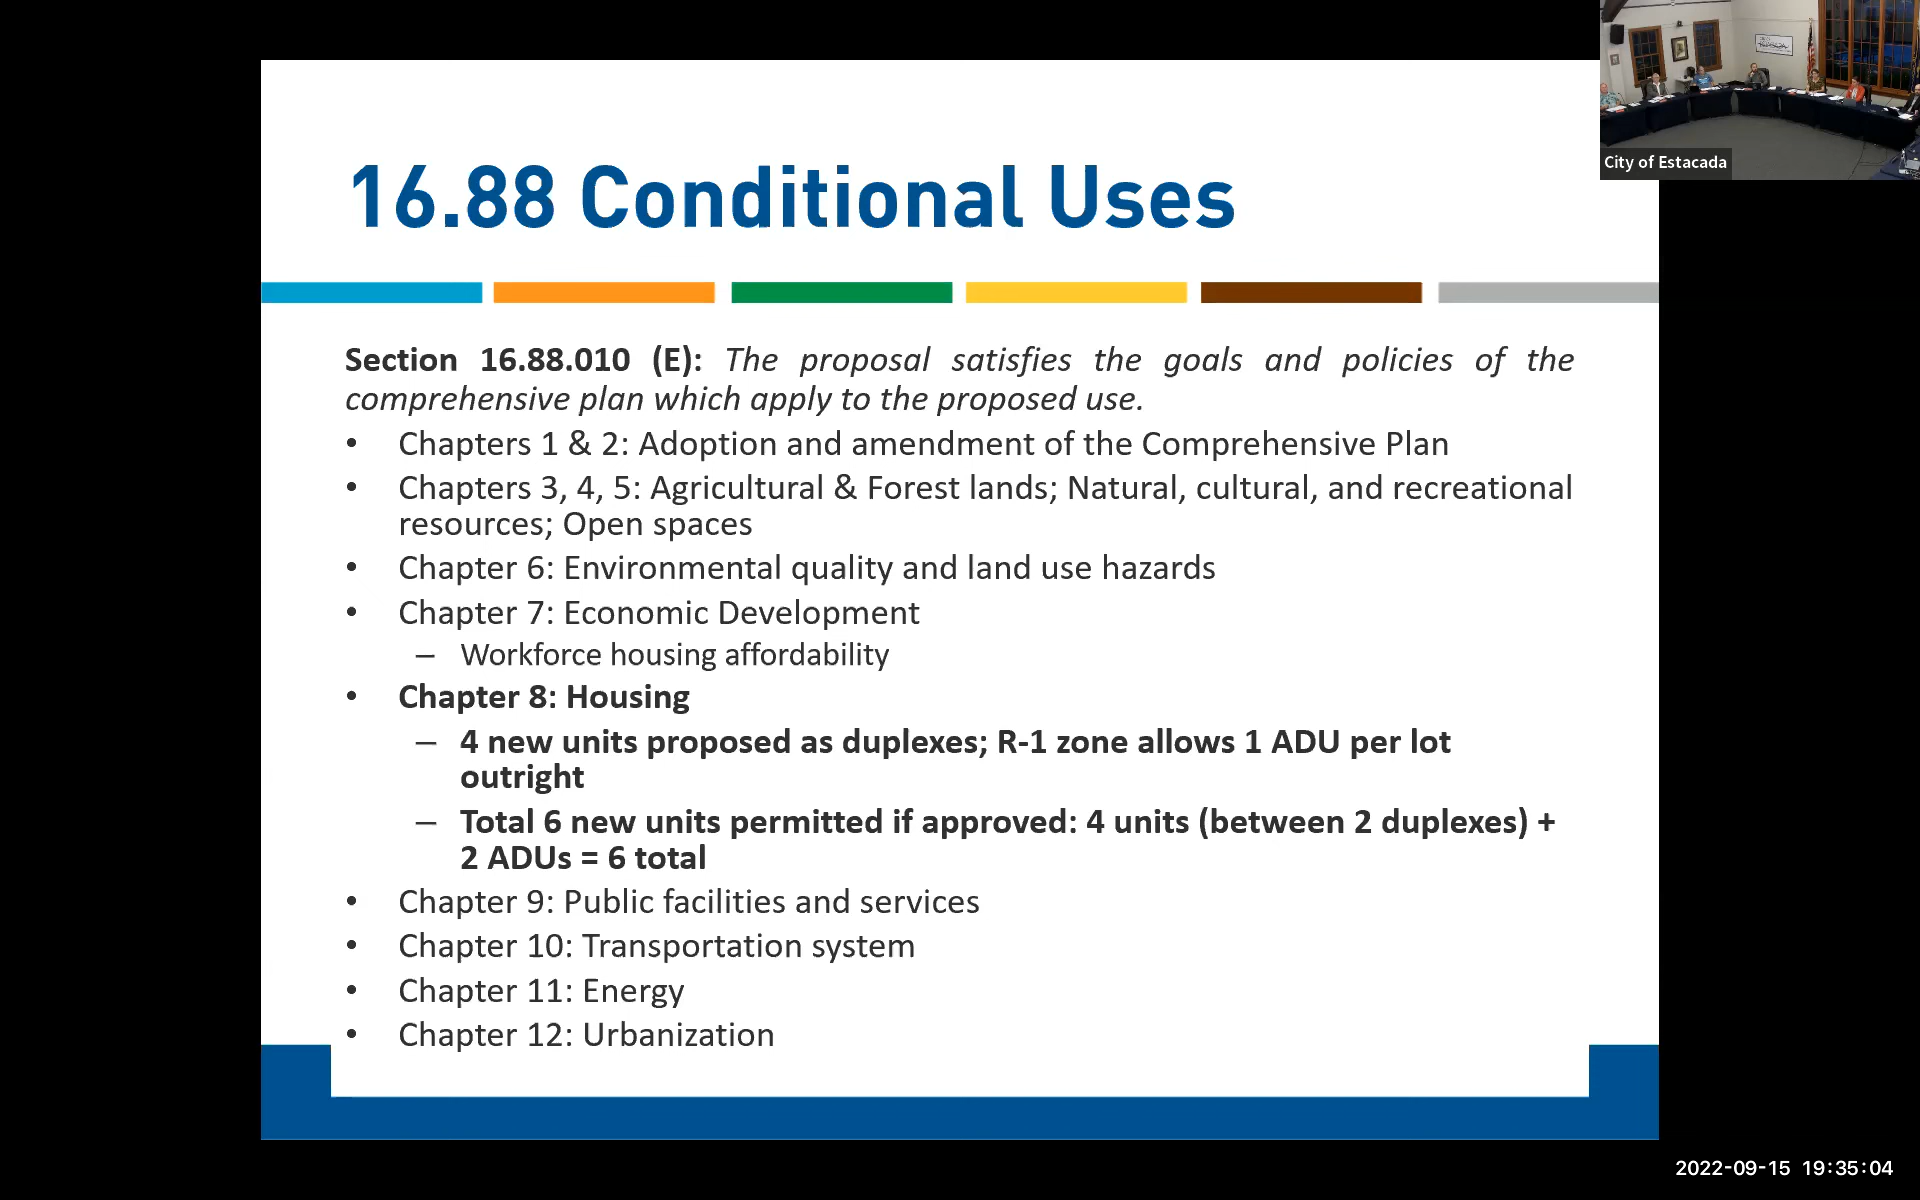 City of Estacada
16.88 Conditional Uses
Section 16.88.010 (E): The proposal satisfies the goals and policies of the
comprehensive plan which apply to the proposed use.
• Chapters 1 & 2: Adoption and amendment of the Comprehensive Plan
• Chapters 3, 4, 5: Agricultural & Forest lands; Natural, cultural, and recreational
resources; Open spaces
• Chapter 6: Environmental quality and land use hazards
• Chapter 7: Economic Development
– Workforce housing affordability
• Chapter 8: Housing
– 4 new units proposed as duplexes; R-1 zone allows 1 ADU per lot
outright
– Total 6 new units permitted if approved: 4 units (between 2 duplexes) +
2 ADUs = 6 total
• Chapter 9: Public facilities and services
• Chapter 10: Transportation system
• Chapter 11: Energy
• Chapter 12: Urbanization
2022-09-15 19:35:04